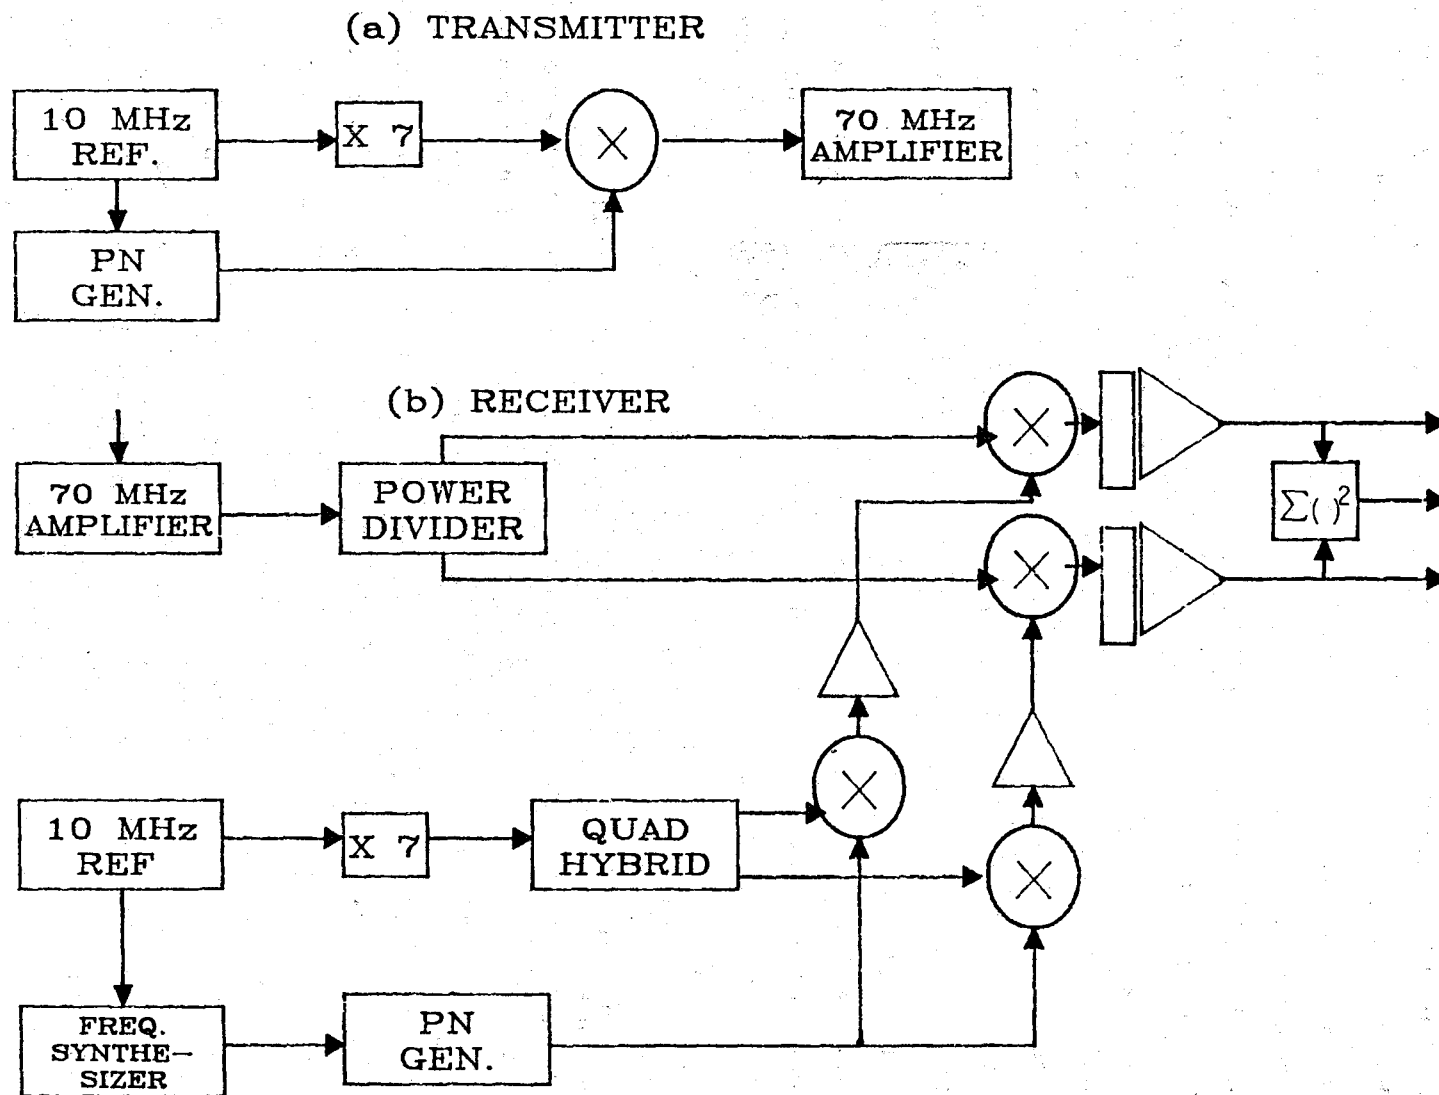 (a) TRANSMITTER
10 MHz
REF.
X 7
70 MHz
AMPLIFIER
PN
GEN.
(b) RECEIVER
70 MHz
AMPLIFIER
POWER
DIVIDER
Σ( )²
10 MHz
REF
X 7
QUAD
HYBRID
FREQ.
SYNTHE-
SIZER
PN
GEN.